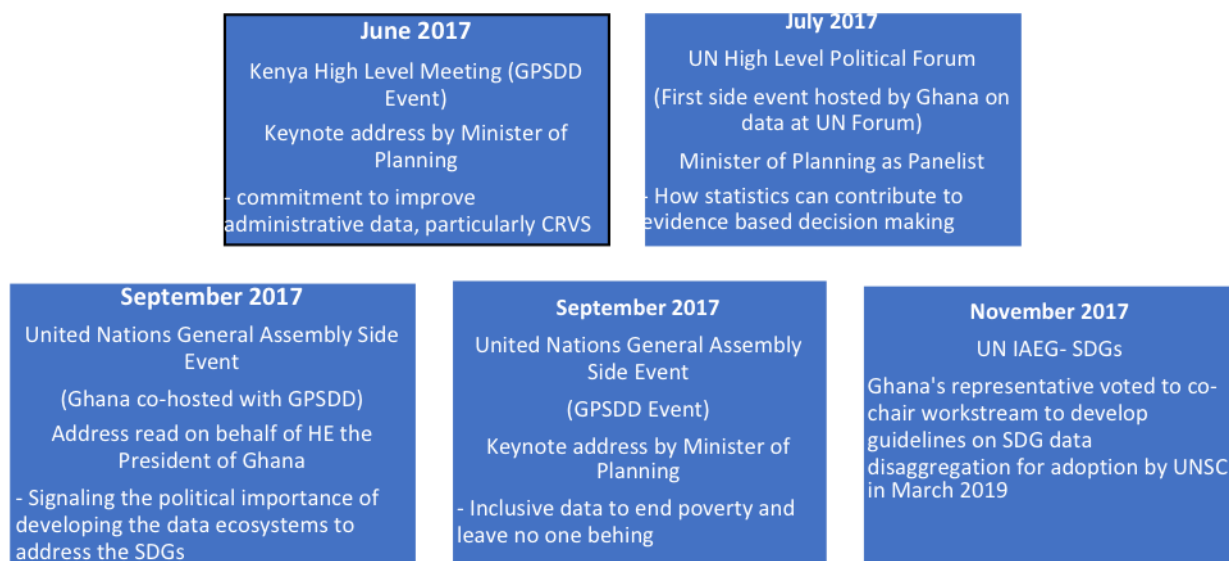 June 2017
Kenya High Level Meeting (GPSDD
Event)
Keynote address by Minister of
Planning
- commitment to improve
administrative data, particularly CRVS
July 2017
UN High Level Political Forum
(First side event hosted by Ghana on
data at UN Forum)
Minister of Planning as Panelist
- How statistics can contribute to
evidence based decision making
September 2017
United Nations General Assembly Side
Event
(Ghana co-hosted with GPSDD)
Address read on behalf of HE the
President of Ghana
- Signaling the political importance of
developing the data ecosystems to
address the SDGs
September 2017
United Nations General Assembly
Side Event
(GPSDD Event)
Keynote address by Minister of
Planning
- Inclusive data to end poverty and
leave no one behing
November 2017
UN IAEG- SDGs
Ghana's representative voted to co-
chair workstream to develop
guidelines on SDG data
disaggregation for adoption by UNSC
in March 2019